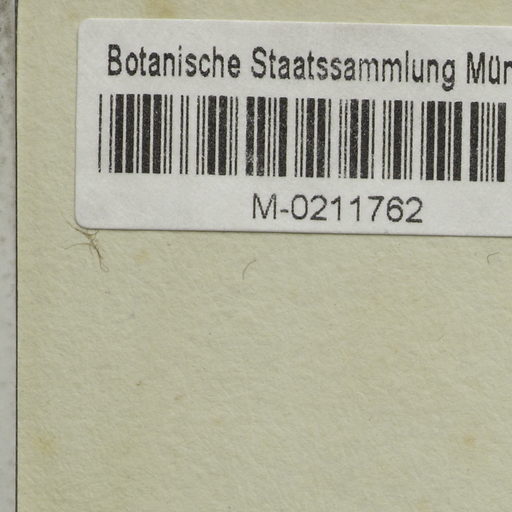 Botanische Staatssammlung Mün
M-0211762